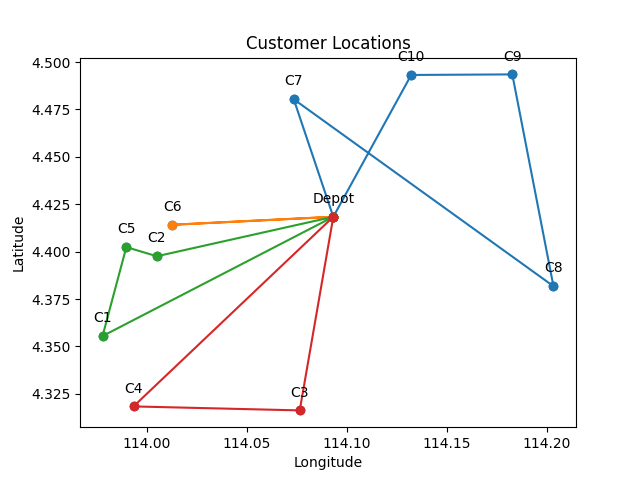 Customer Locations
C10
C9
C7
Depot
C6
C5
C2
C8
C1
C4
C3
4.500
4.475
4.450
4.425
4.400
4.375
4.350
4.325
Latitude
114.00 114.05 114.10 114.15 114.20
Longitude